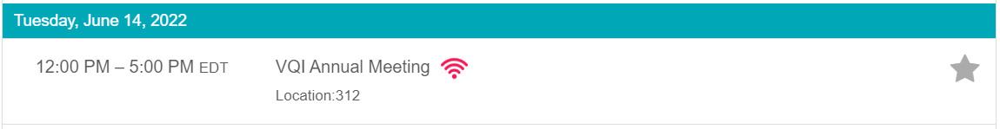 Tuesday, June 14, 2022
12:00 PM – 5:00 PM EDT VQI Annual Meeting
Location:312